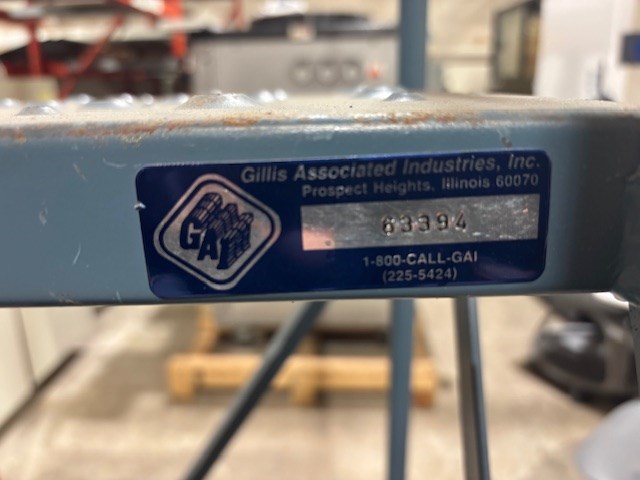 Gillis Associated Industries, Inc.
Prospect Heights, Illinois 60070
GAI
63394
1-800-CALL-GAI
(225-5424)